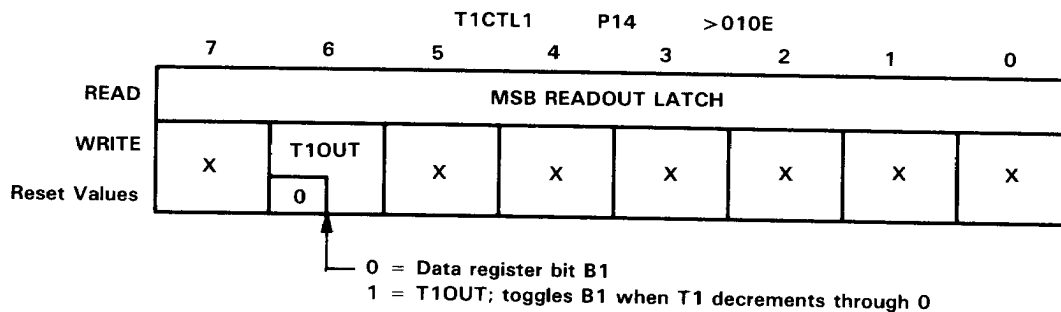 T1CTL1 P14 >010E
7 6 5 4 3 2 1 0
READ MSB READOUT LATCH
WRITE X T1OUT X X X X X X
Reset Values 0
0 = Data register bit B1
1 = T1OUT; toggles B1 when T1 decrements through 0